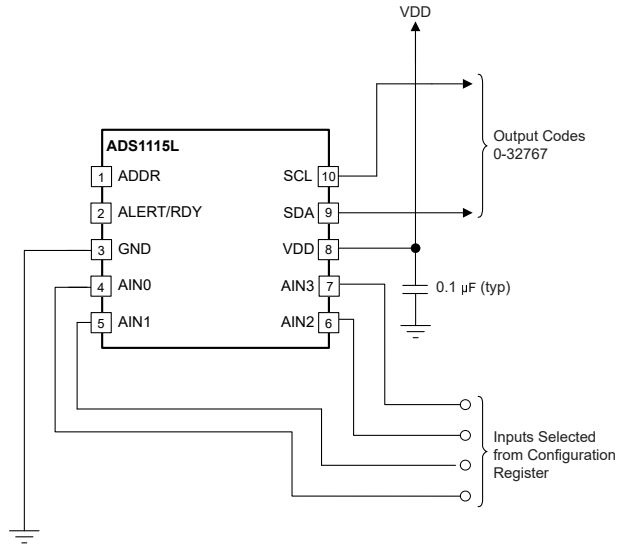 VDD
Output Codes
0-32767
ADS1115L
1 ADDR
SCL 10
2 ALERT/RDY
SDA 9
3 GND
VDD 8
4 AIN0
AIN3 7
0.1 μF (typ)
5 AIN1
AIN2 6
Inputs Selected
from Configuration
Register